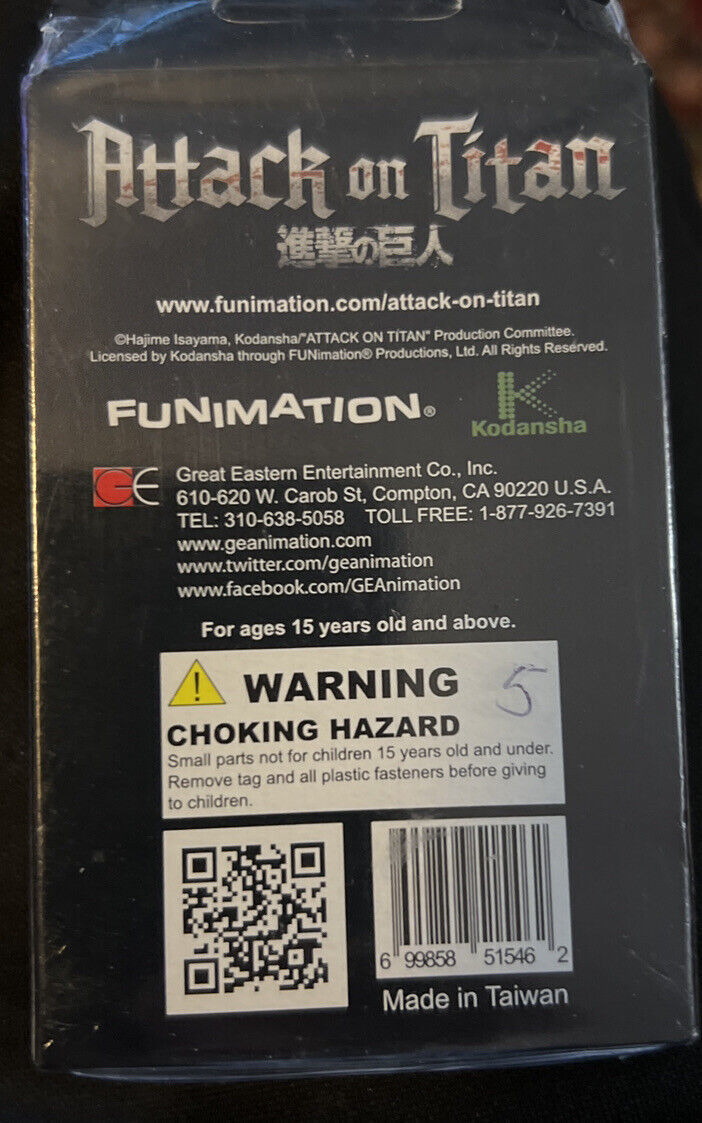 Attack on Titan
進撃の巨人
www.funimation.com/attack-on-titan
©Hajime Isayama, Kodansha/"ATTACK ON TITAN" Production Committee.
Licensed by Kodansha through FUNimation® Productions, Ltd. All Rights Reserved.
FUNIMATION®
K
Kodansha
GE
Great Eastern Entertainment Co., Inc.
610-620 W. Carob St, Compton, CA 90220 U.S.A.
TEL: 310-638-5058 TOLL FREE: 1-877-926-7391
www.geanimation.com
www.twitter.com/geanimation
www.facebook.com/GEAnimation
For ages 15 years old and above.
! WARNING 5
CHOKING HAZARD
Small parts not for children 15 years old and under.
Remove tag and all plastic fasteners before giving
to children.
6 99858 51546 2
Made in Taiwan